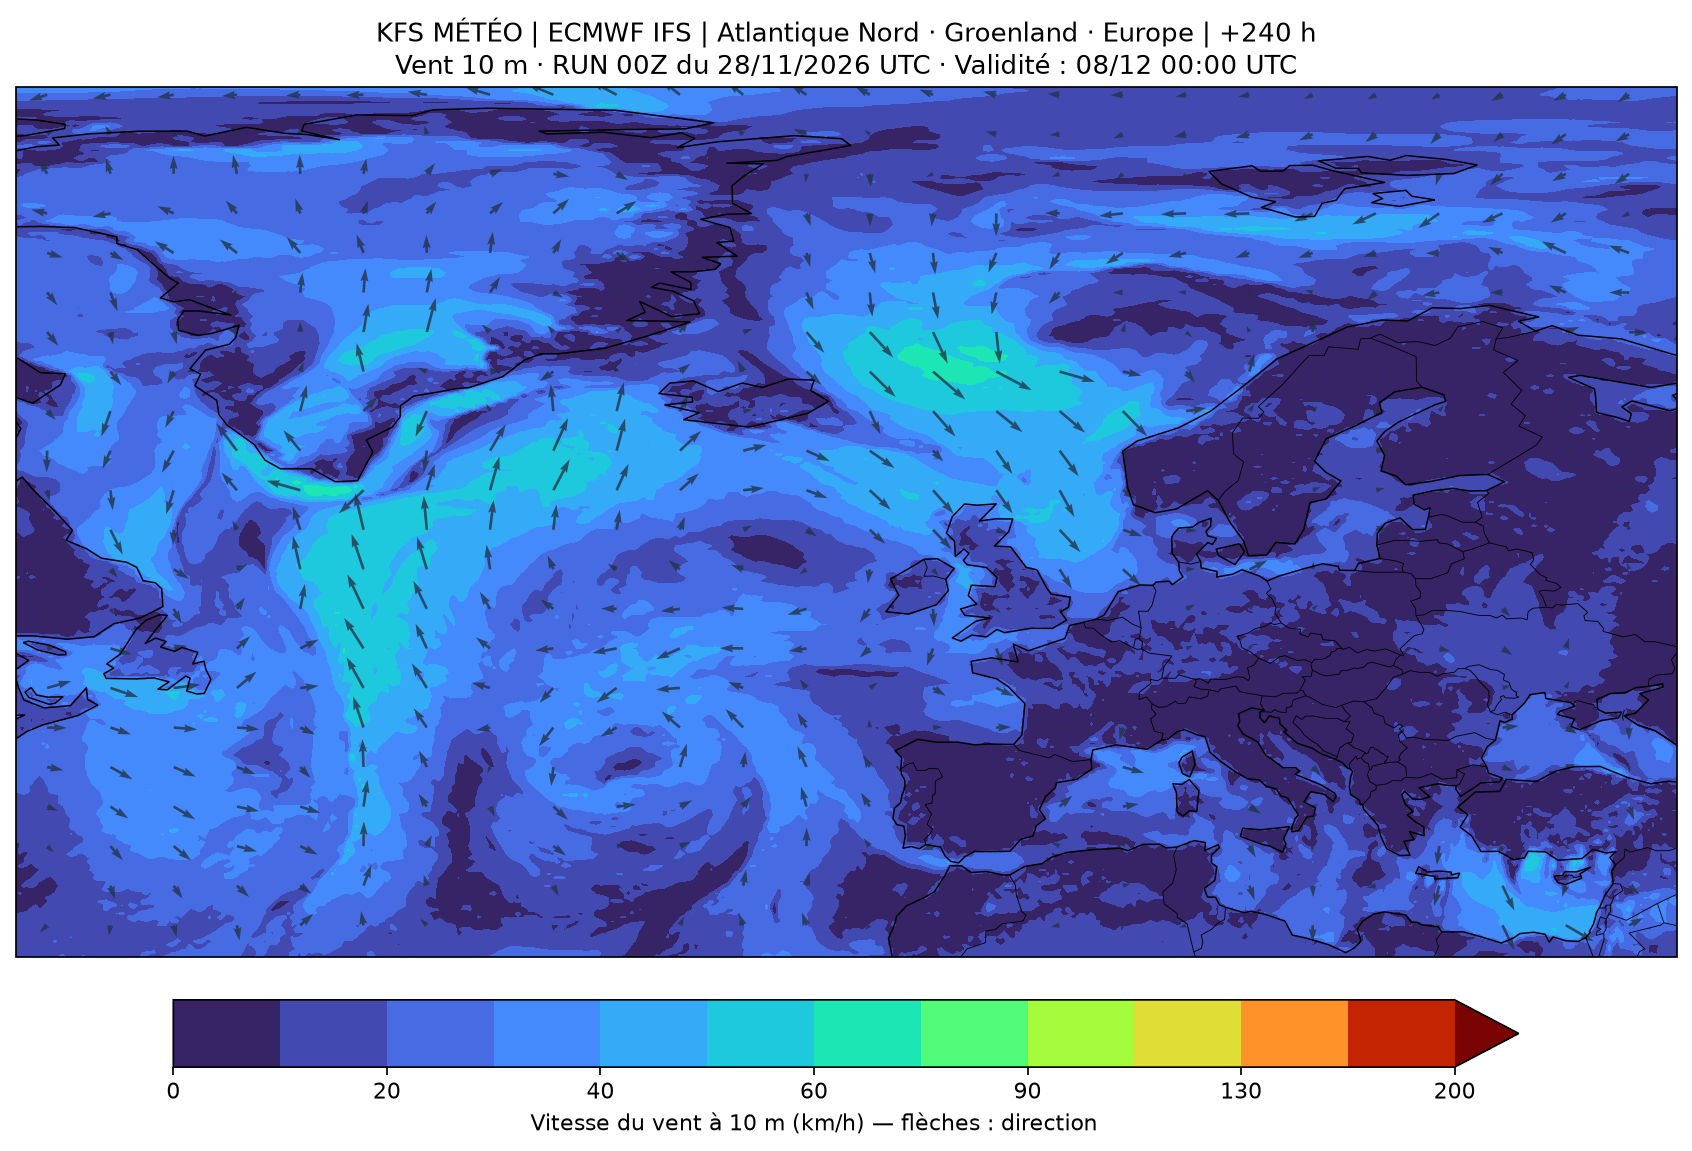 KFS MÉTÉO | ECMWF IFS | Atlantique Nord · Groenland · Europe | +240 h
Vent 10 m · RUN 00Z du 28/11/2026 UTC · Validité : 08/12 00:00 UTC
0 20 40 60 90 130 200
Vitesse du vent à 10 m (km/h) — flèches : direction